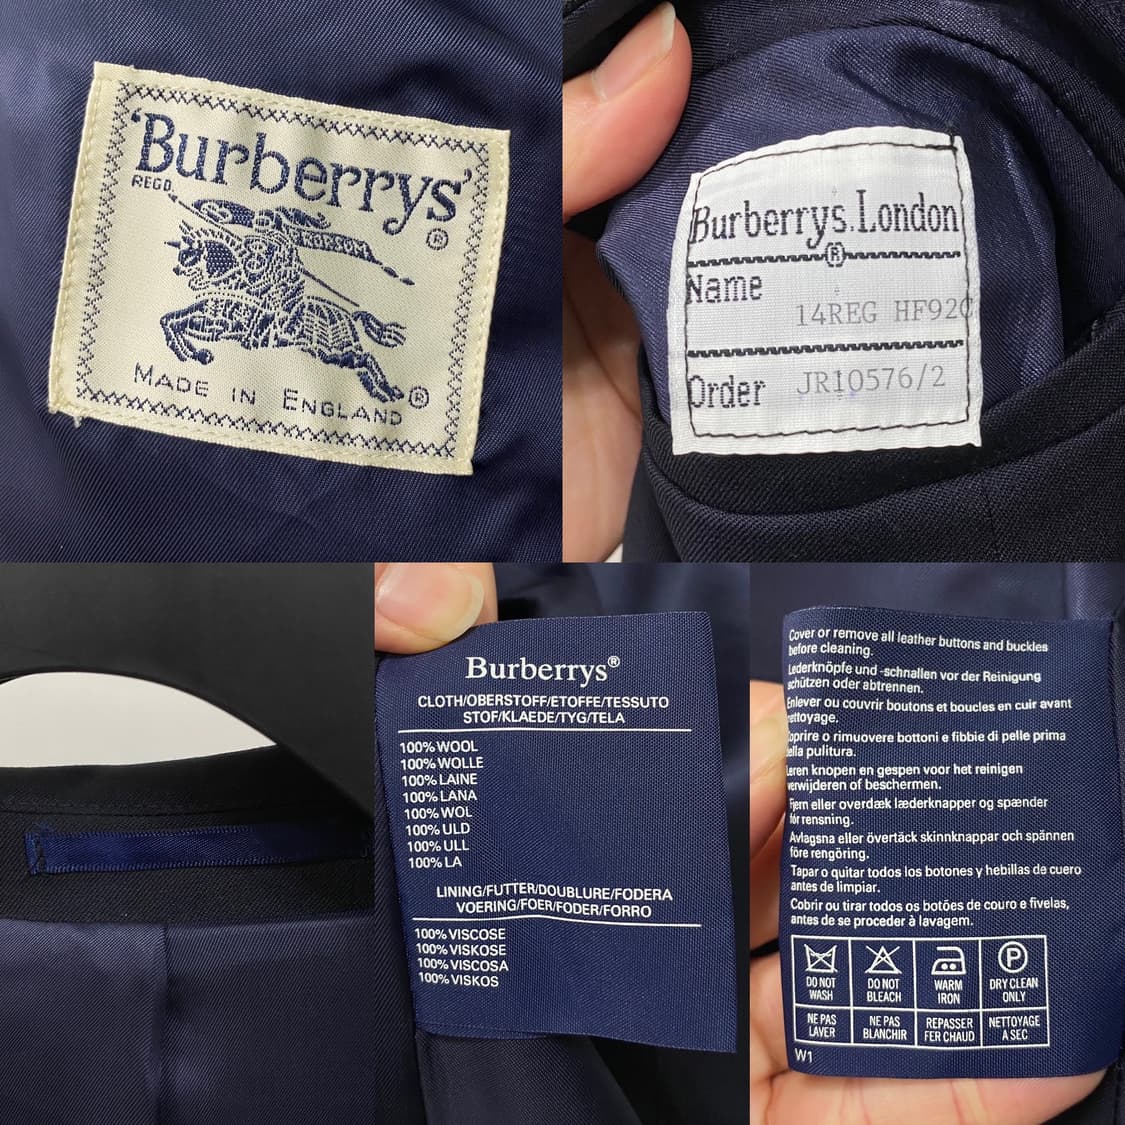 'Burberrys'
REGD.
®
PRORSUM
MADE IN ENGLAND
®
Burberrys London
®
Name
14REG HF920
Order
JR10576/2
Burberrys®
CLOTH/OBERSTOFF/ETOFFE/TESSUTO
STOF/KLAEDE/TYG/TELA
100% WOOL
100% WOLLE
100% LAINE
100% LANA
100% WOL
100% ULD
100% ULL
100% LA
LINING/FUTTER/DOUBLURE/FODERA
VOERING/FOER/FODER/FORRO
100% VISCOSE
100% VISKOSE
100% VISCOSA
100% VISKOS
Cover or remove all leather buttons and buckles
before cleaning.
Lederknöpfe und -schnallen vor der Reinigung
schützen oder abtrennen.
Enlever ou couvrir boutons et boucles en cuir avant
nettoyage.
oprire o rimuovere bottoni e fibbie di pelle prima
ella pulitura.
eren knopen en gespen voor het reinigen
verwijderen of beschermen.
Fjern eller overdæk læderknapper og spænder
før rensning.
Avlagsna eller övertäck skinnknappar och spännen
före rengöring.
Tapar o quitar todos los botones y hebillas de cuero
antes de limpiar.
Cobrir ou tirar todos os botões de couro e fivelas,
antes de se proceder à lavagem.
P
DO NOT WASH
DO NOT BLEACH
WARM IRON
DRY CLEAN ONLY
NE PAS LAVER
NE PAS BLANCHIR
REPASSER FER CHAUD
NETTOYAGE A SEC
W1